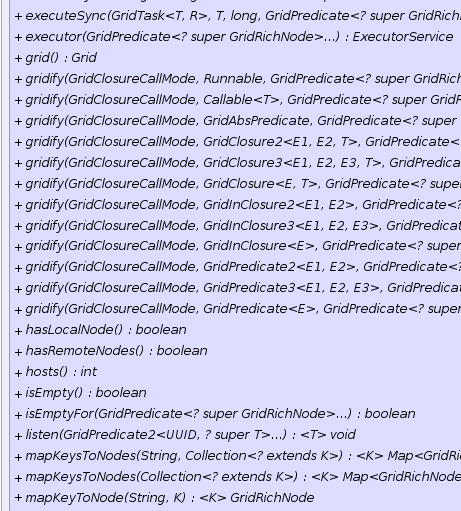 + executeSync(GridTask<T, R>, T, long, GridPredicate<? super GridRich
+ executor(GridPredicate<? super GridRichNode>...) : ExecutorService
+ grid() : Grid
+ gridify(GridClosureCallMode, Runnable, GridPredicate<? super GridRich
+ gridify(GridClosureCallMode, Callable<T>, GridPredicate<? super GridR
+ gridify(GridClosureCallMode, GridAbsPredicate, GridPredicate<? super
+ gridify(GridClosureCallMode, GridClosure2<E1, E2, T>, GridPredicate<
+ gridify(GridClosureCallMode, GridClosure3<E1, E2, E3, T>, GridPredica
+ gridify(GridClosureCallMode, GridClosure<E, T>, GridPredicate<? supe
+ gridify(GridClosureCallMode, GridInClosure2<E1, E2>, GridPredicate<?
+ gridify(GridClosureCallMode, GridInClosure3<E1, E2, E3>, GridPredicat
+ gridify(GridClosureCallMode, GridInClosure<E>, GridPredicate<? super
+ gridify(GridClosureCallMode, GridPredicate2<E1, E2>, GridPredicate<?
+ gridify(GridClosureCallMode, GridPredicate3<E1, E2, E3>, GridPredicat
+ gridify(GridClosureCallMode, GridPredicate<E>, GridPredicate<? super
+ hasLocalNode() : boolean
+ hasRemoteNodes() : boolean
+ hosts() : int
+ isEmpty() : boolean
+ isEmptyFor(GridPredicate<? super GridRichNode>...) : boolean
+ listen(GridPredicate2<UUID, ? super T>...) : <T> void
+ mapKeysToNodes(String, Collection<? extends K>) : <K> Map<GridRi
+ mapKeysToNodes(Collection<? extends K>) : <K> Map<GridRichNode
+ mapKeyToNode(String, K) : <K> GridRichNode